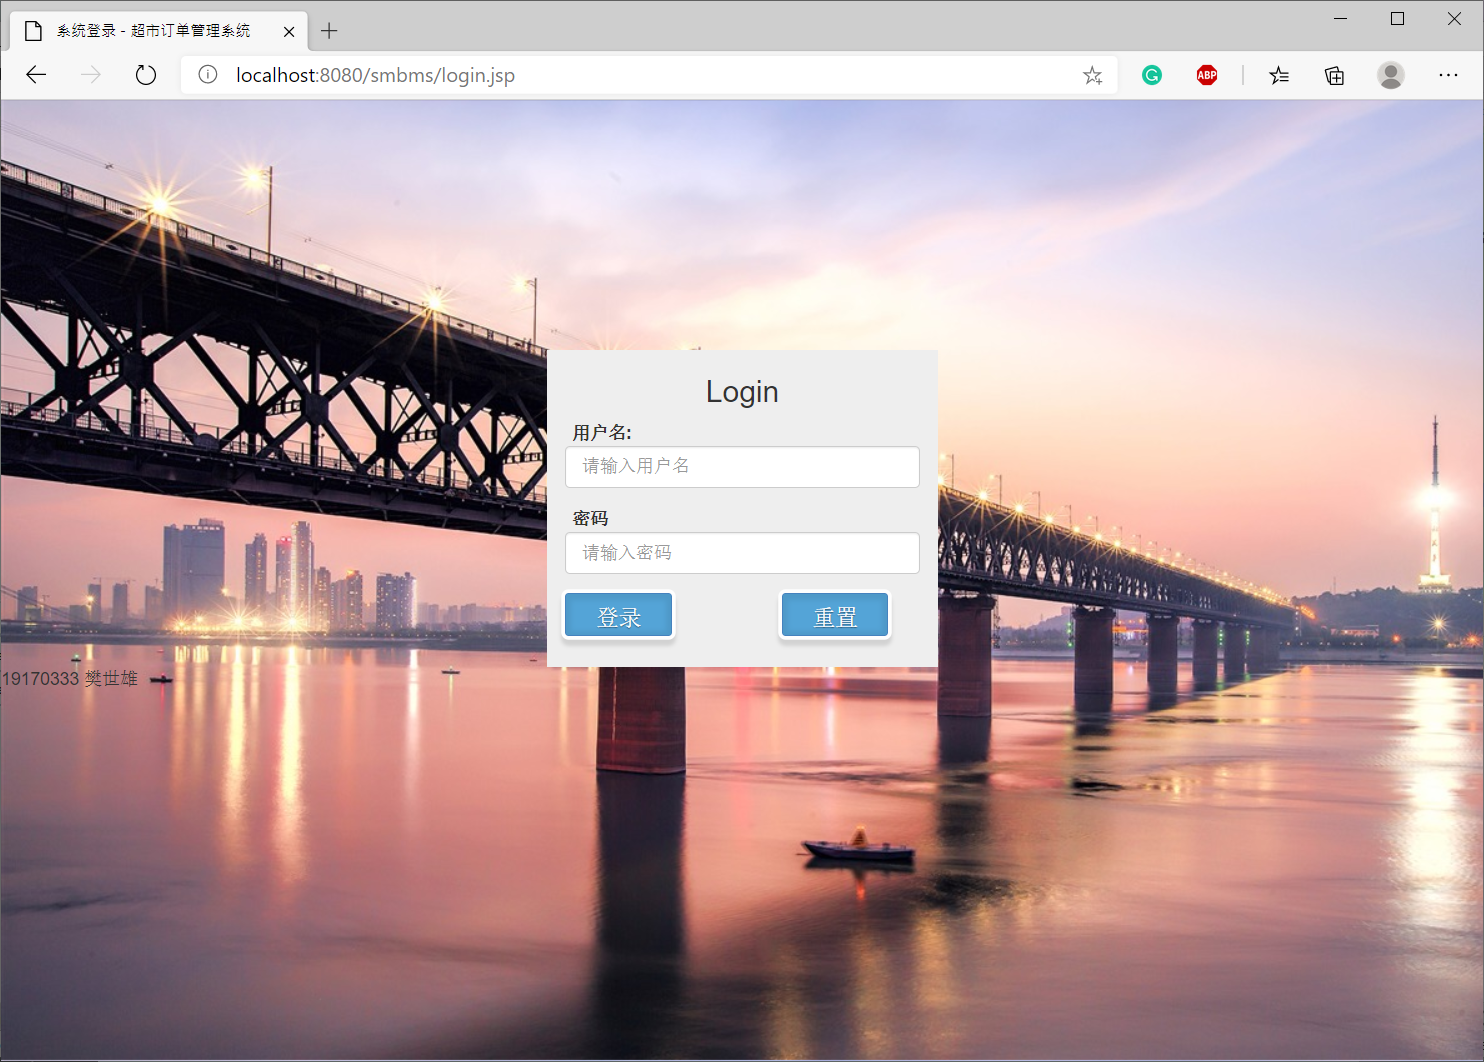 系统登录 - 超市订单管理系统
localhost:8080/smbms/login.jsp
ABP
Login
用户名:
请输入用户名
密码
请输入密码
登录
重置
19170333 樊世雄